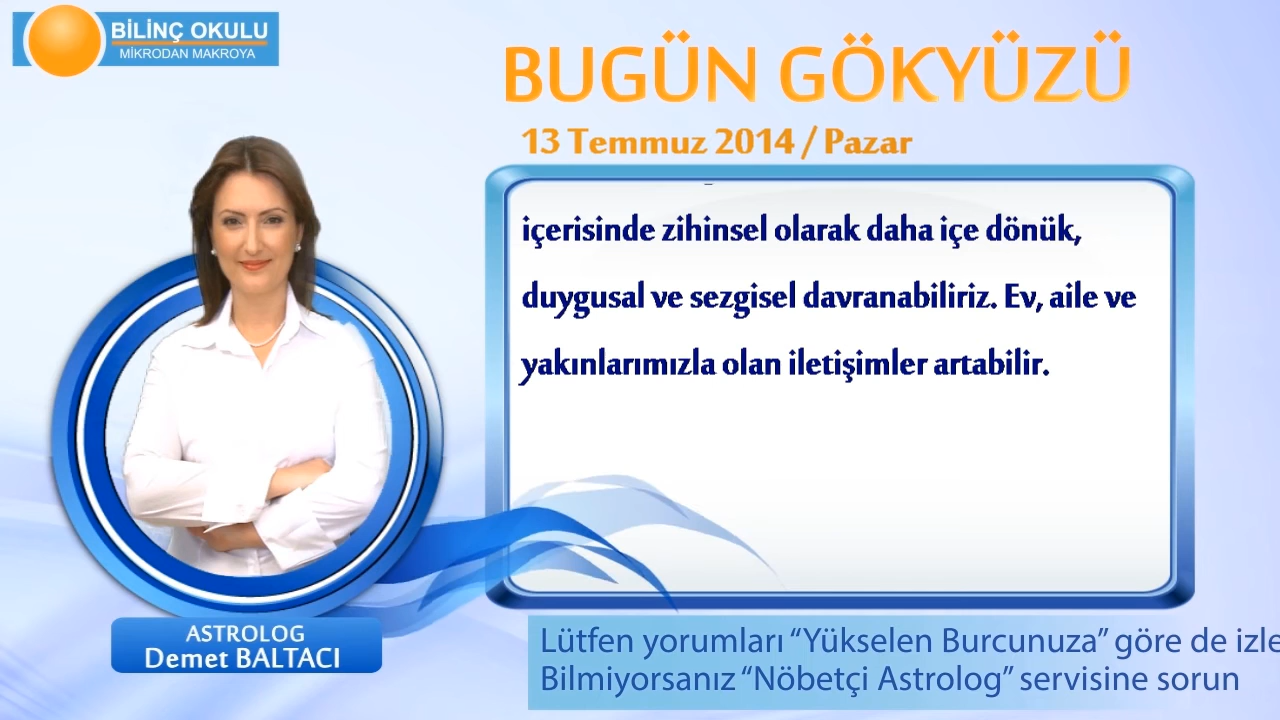 BİLİNÇ OKULU
MİKRODAN MAKROYA
BUGÜN GÖKYÜZÜ
13 Temmuz 2014 / Pazar
içerisinde zihinsel olarak daha içe dönük,
duygusal ve sezgisel davranabiliriz. Ev, aile ve
yakınlarımızla olan iletişimler artabilir.
ASTROLOG
Demet BALTACI
Lütfen yorumları “Yükselen Burcunuza” göre de izle
Bilmiyorsanız “Nöbetçi Astrolog” servisine sorun